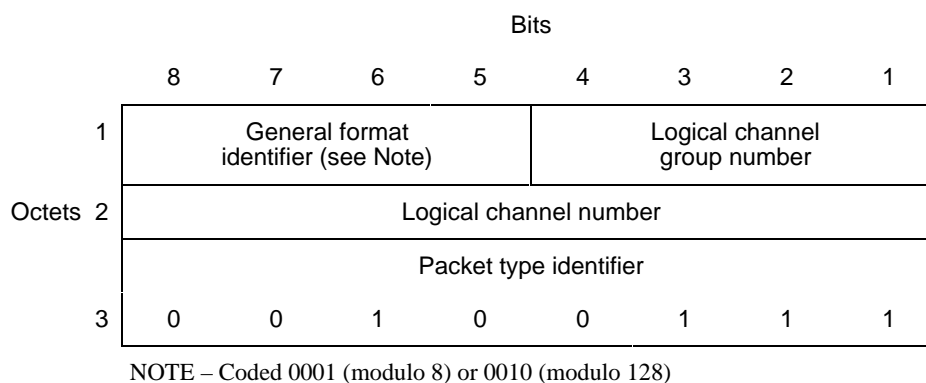 Bits
8 7 6 5 4 3 2 1
1 General format Logical channel
identifier (see Note) group number
Octets 2 Logical channel number
Packet type identifier
3 0 0 1 0 0 1 1 1
NOTE – Coded 0001 (modulo 8) or 0010 (modulo 128)